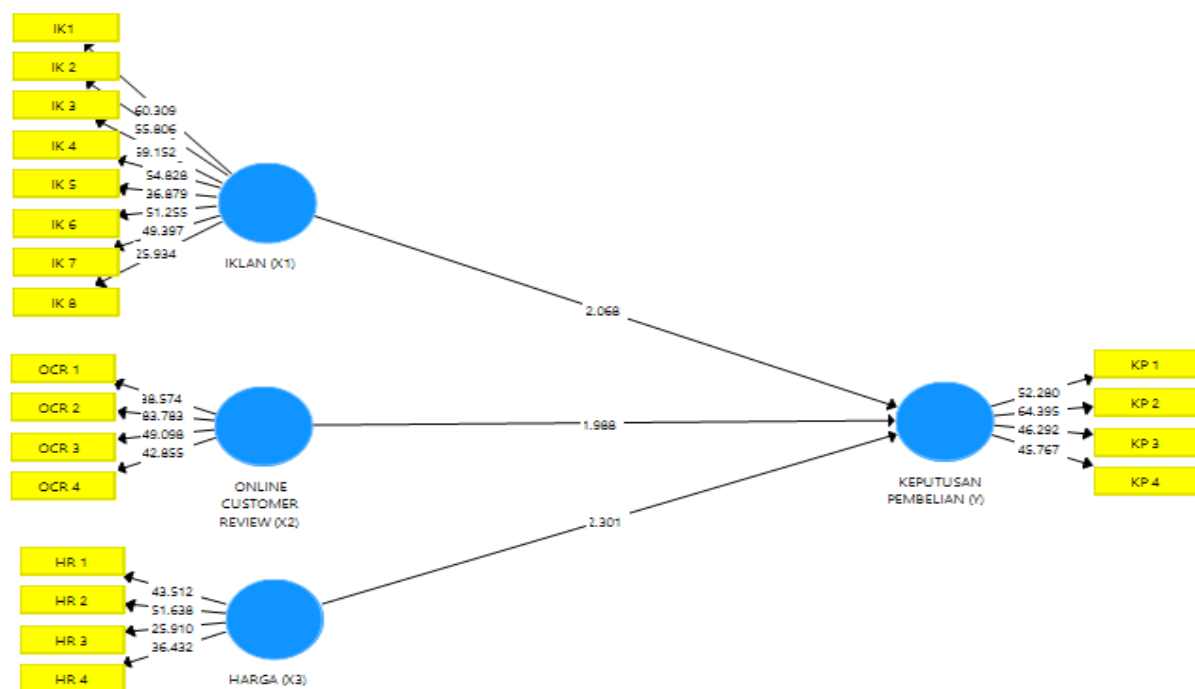 IK1
IK 2
IK 3
IK 4
IK 5
IK 6
IK 7
IK 8
60.309
55.806
54.828
36.879
51.255
49.397
25.934
IKLAN (X1)
2.068
OCR 1
OCR 2
OCR 3
OCR 4
38.574
83.783
49.098
42.855
ONLINE
CUSTOMER
REVIEW (X2)
1.988
HR 1
HR 2
HR 3
HR 4
43.512
51.638
25.910
36.432
HARGA (X3)
2.301
KEPUTUSAN
PEMBELIAN (Y)
52.280
64.395
46.292
45.767
KP 1
KP 2
KP 3
KP 4